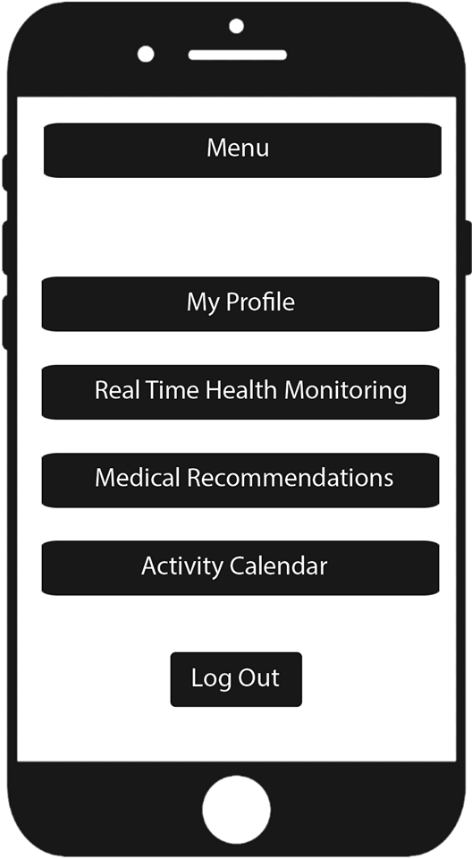 Menu
My Profile
Real Time Health Monitoring
Medical Recommendations
Activity Calendar
Log Out